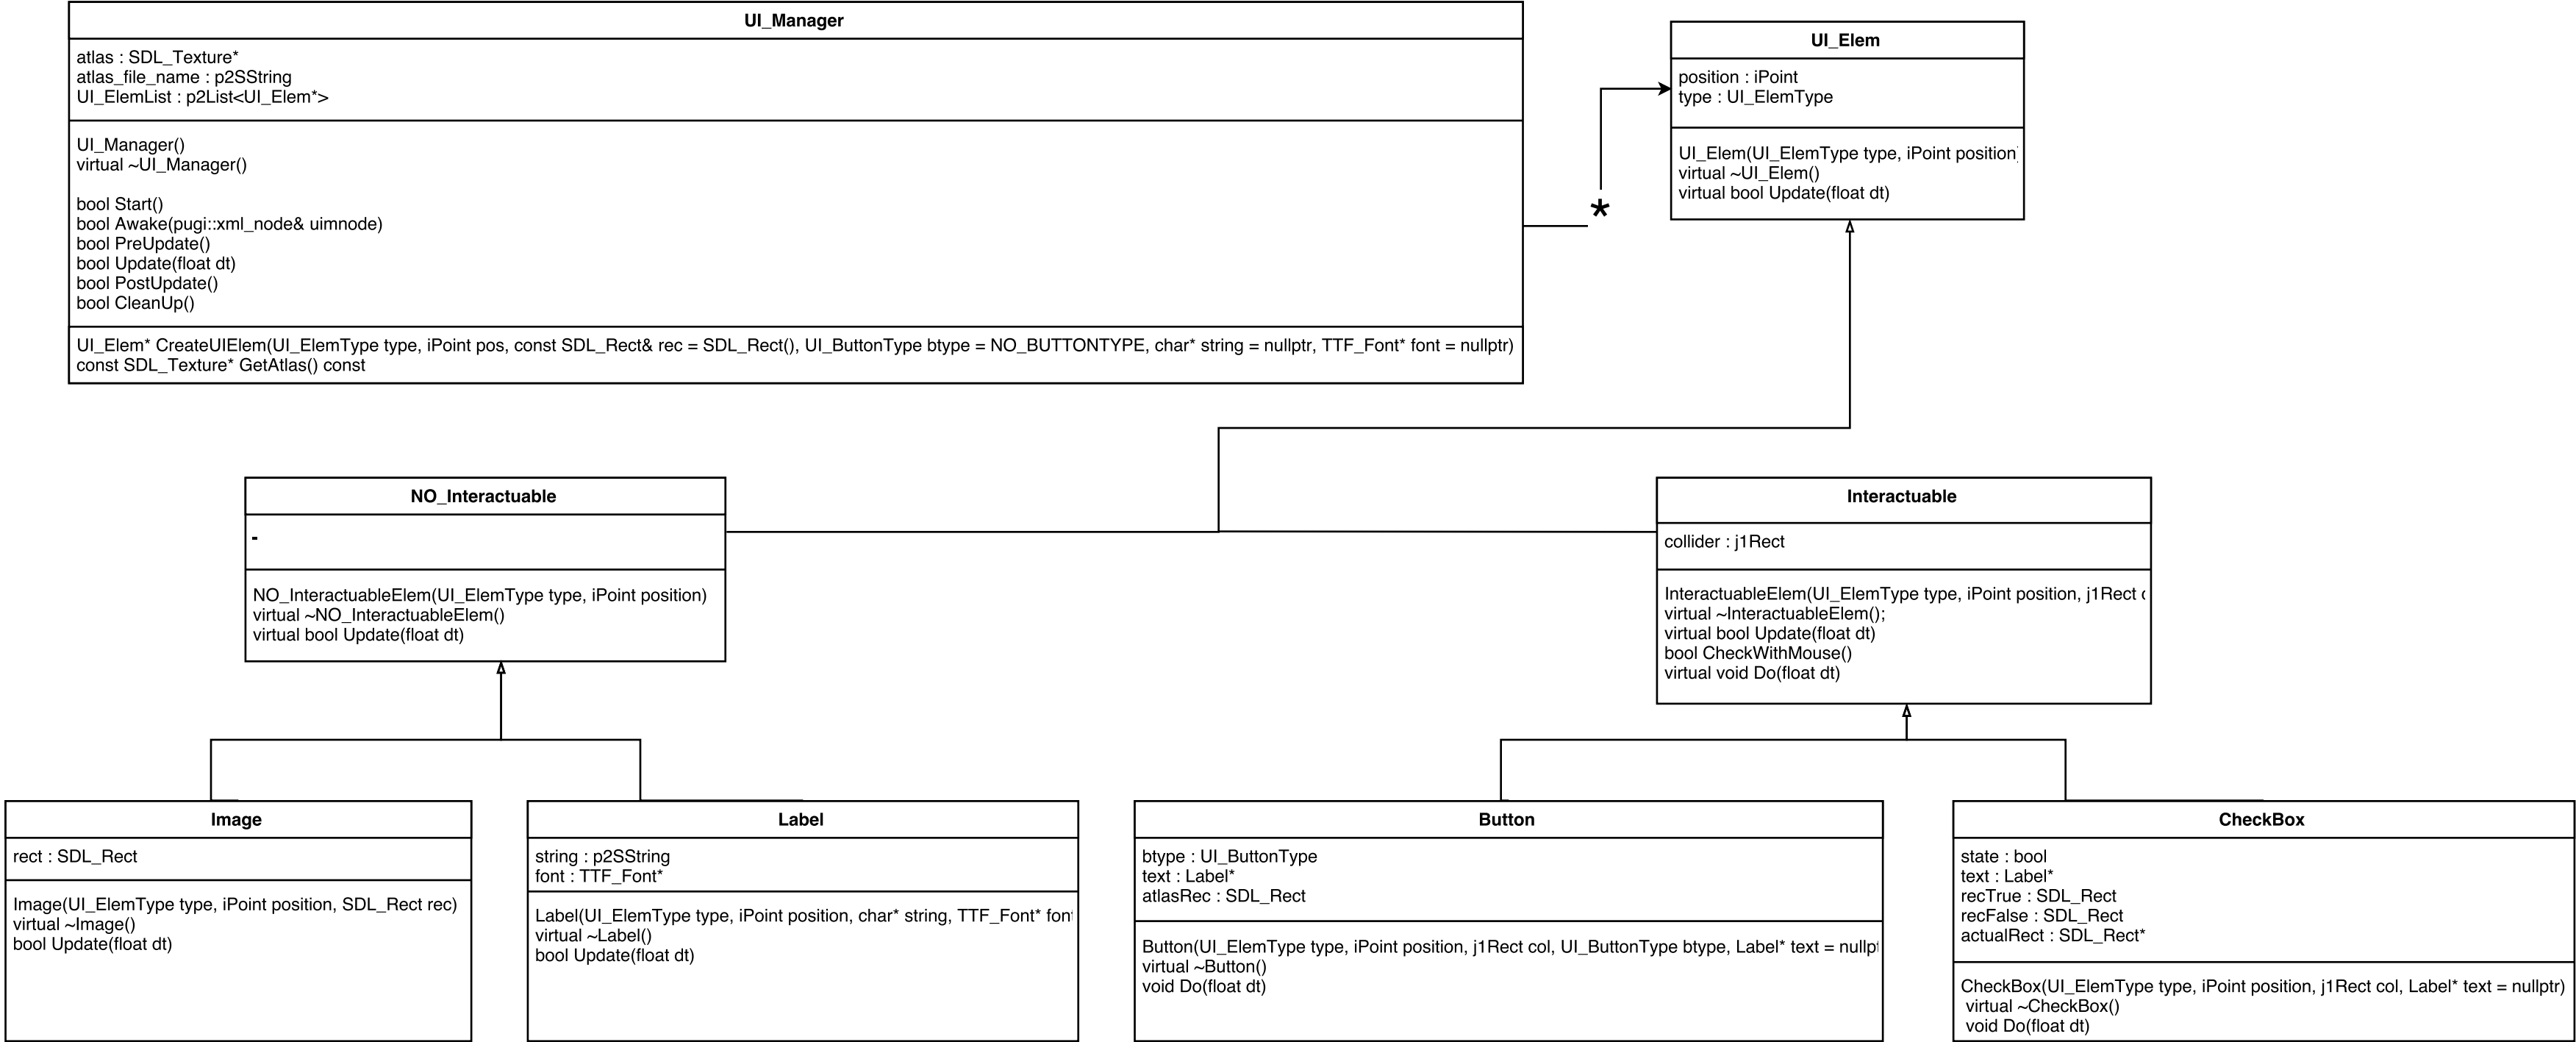 UI_Manager
atlas : SDL_Texture*
atlas_file_name : p2SString
UI_ElemList : p2List<UI_Elem*>
UI_Manager()
virtual ~UI_Manager()
bool Start()
bool Awake(pugi::xml_node& uimnode)
bool PreUpdate()
bool Update(float dt)
bool PostUpdate()
bool CleanUp()
UI_Elem* CreateUIElem(UI_ElemType type, iPoint pos, const SDL_Rect& rec = SDL_Rect(), UI_ButtonType btype = NO_BUTTONTYPE, char* string = nullptr, TTF_Font* font = nullptr)
const SDL_Texture* GetAtlas() const
*
UI_Elem
position : iPoint
type : UI_ElemType
UI_Elem(UI_ElemType type, iPoint position)
virtual ~UI_Elem()
virtual bool Update(float dt)
NO_Interactuable
-
NO_InteractuableElem(UI_ElemType type, iPoint position)
virtual ~NO_InteractuableElem()
virtual bool Update(float dt)
Interactuable
collider : j1Rect
InteractuableElem(UI_ElemType type, iPoint position, j1Rect
virtual ~InteractuableElem();
virtual bool Update(float dt)
bool CheckWithMouse()
virtual void Do(float dt)
Image
rect : SDL_Rect
Image(UI_ElemType type, iPoint position, SDL_Rect rec)
virtual ~Image()
bool Update(float dt)
Label
string : p2SString
font : TTF_Font*
Label(UI_ElemType type, iPoint position, char* string, TTF_Font* font
virtual ~Label()
bool Update(float dt)
Button
btype : UI_ButtonType
text : Label*
atlasRec : SDL_Rect
Button(UI_ElemType type, iPoint position, j1Rect col, UI_ButtonType btype, Label* text = nullpt
virtual ~Button()
void Do(float dt)
CheckBox
state : bool
text : Label*
recTrue : SDL_Rect
recFalse : SDL_Rect
actualRect : SDL_Rect*
CheckBox(UI_ElemType type, iPoint position, j1Rect col, Label* text = nullptr)
virtual ~CheckBox()
void Do(float dt)